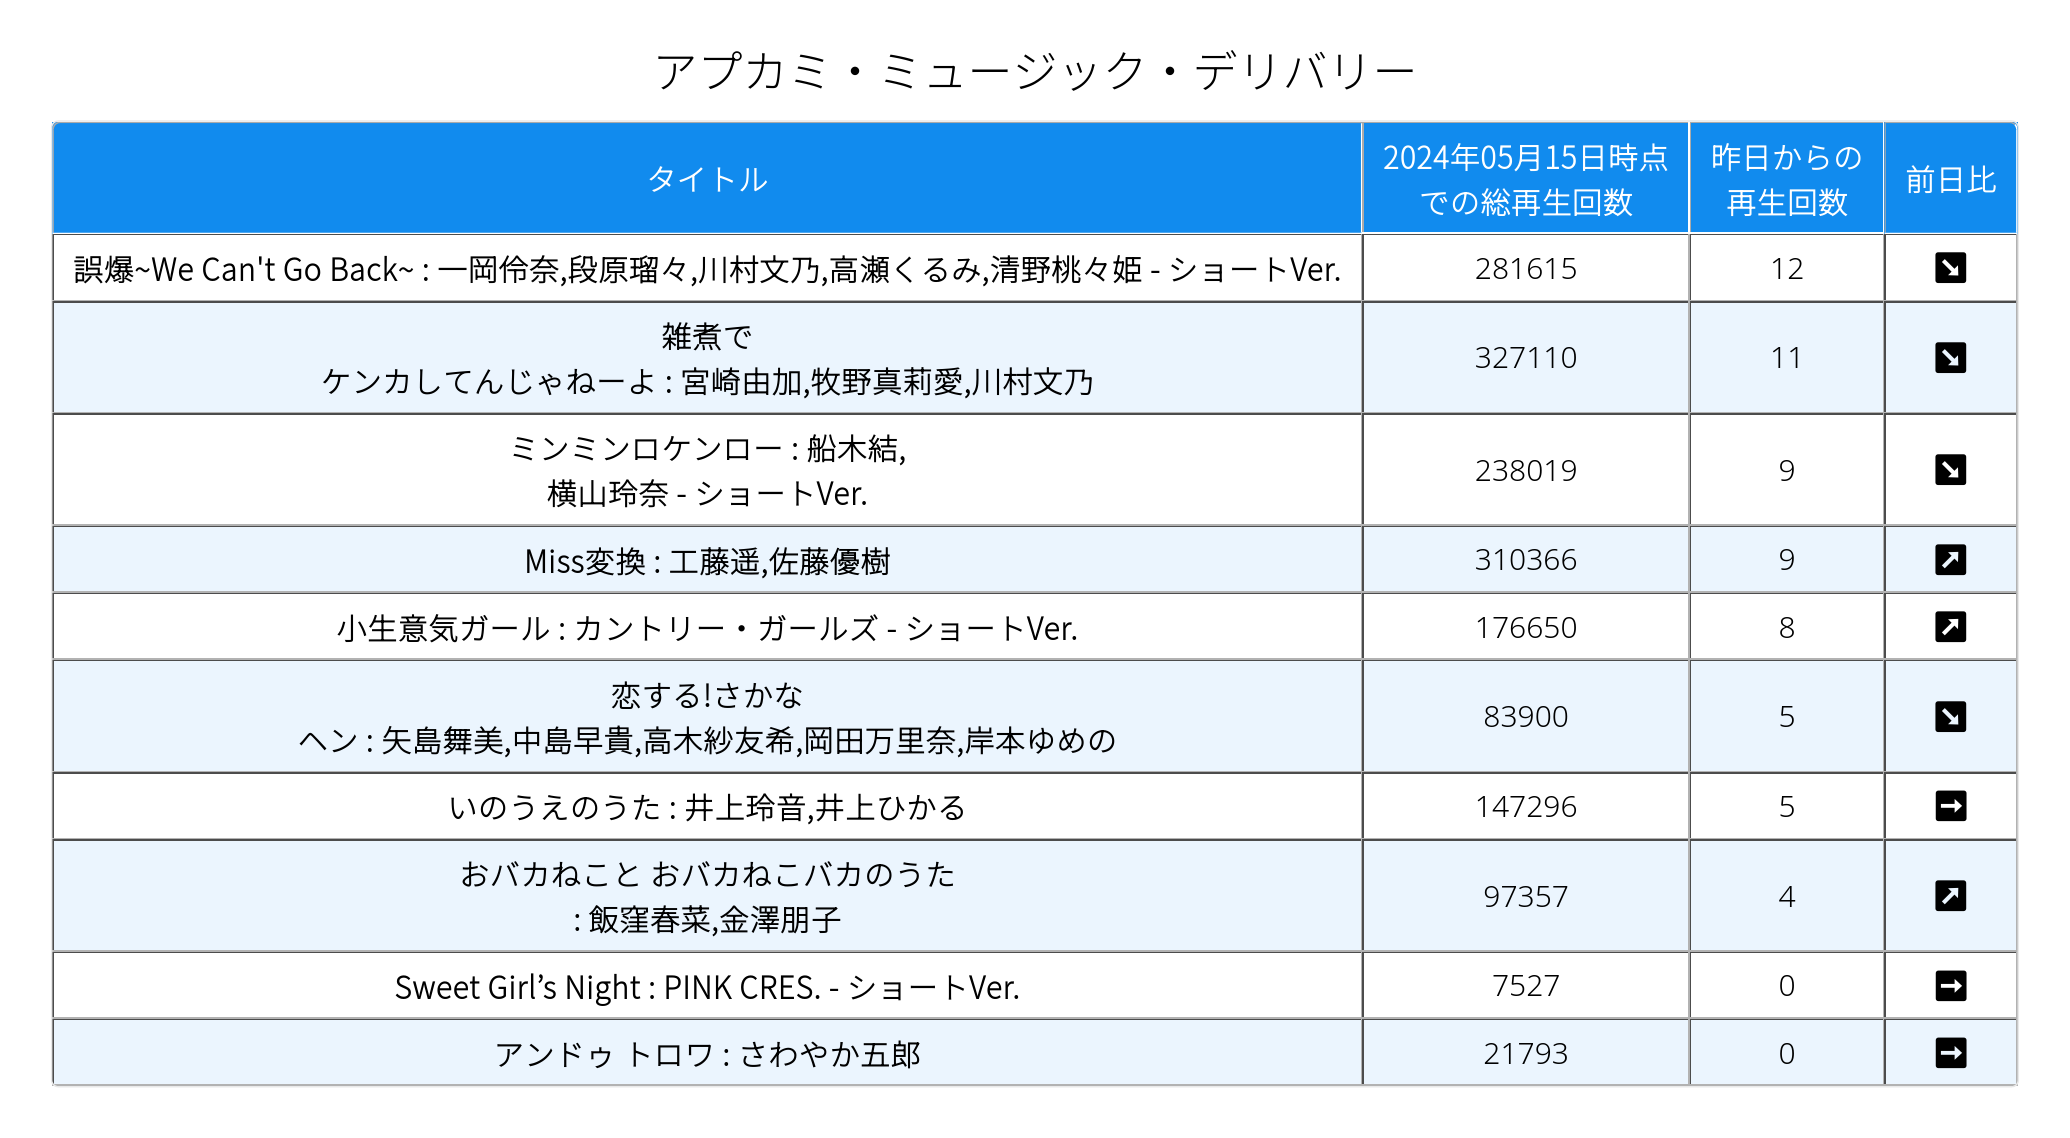 アプカミ・ミュージック・デリバリー
タイトル
2024年05月15日時点
での総再生回数
昨日からの
再生回数
前日比
誤爆~We Can't Go Back~ : 一岡伶奈,段原瑠々,川村文乃,高瀬くるみ,清野桃々姫 - ショートVer.
281615
12
雑煮で
ケンカしてんじゃねーよ : 宮崎由加,牧野真莉愛,川村文乃
327110
11
ミンミンロケンロー : 船木結,
横山玲奈 - ショートVer.
238019
9
Miss変換 : 工藤遥,佐藤優樹
310366
9
小生意気ガール : カントリー・ガールズ - ショートVer.
176650
8
恋する!さかな
ヘン : 矢島舞美,中島早貴,高木紗友希,岡田万里奈,岸本ゆめの
83900
5
いのうえのうた : 井上玲音,井上ひかる
147296
5
おバカねこと おバカねこバカのうた
: 飯窪春菜,金澤朋子
97357
4
Sweet Girl’s Night : PINK CRES. - ショートVer.
7527
0
アンドゥ トロワ : さわやか五郎
21793
0